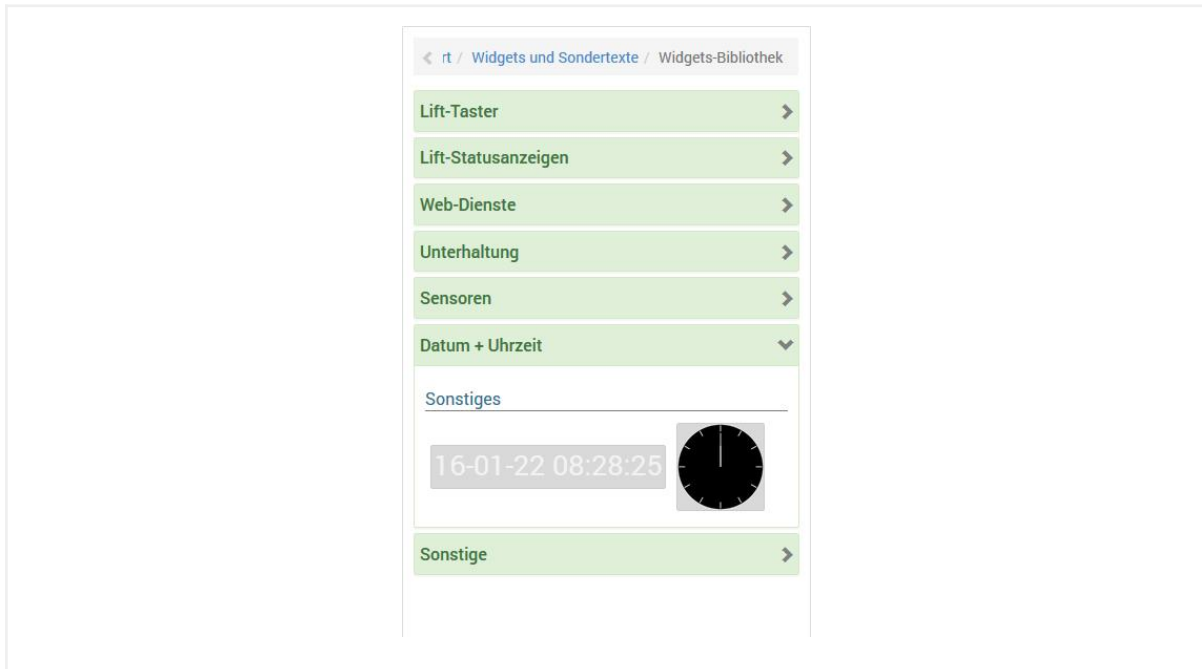 rt / Widgets und Sondertexte / Widgets-Bibliothek
Lift-Taster
Lift-Statusanzeigen
Web-Dienste
Unterhaltung
Sensoren
Datum + Uhrzeit
Sonstiges
16-01-22 08:28:25
Sonstige